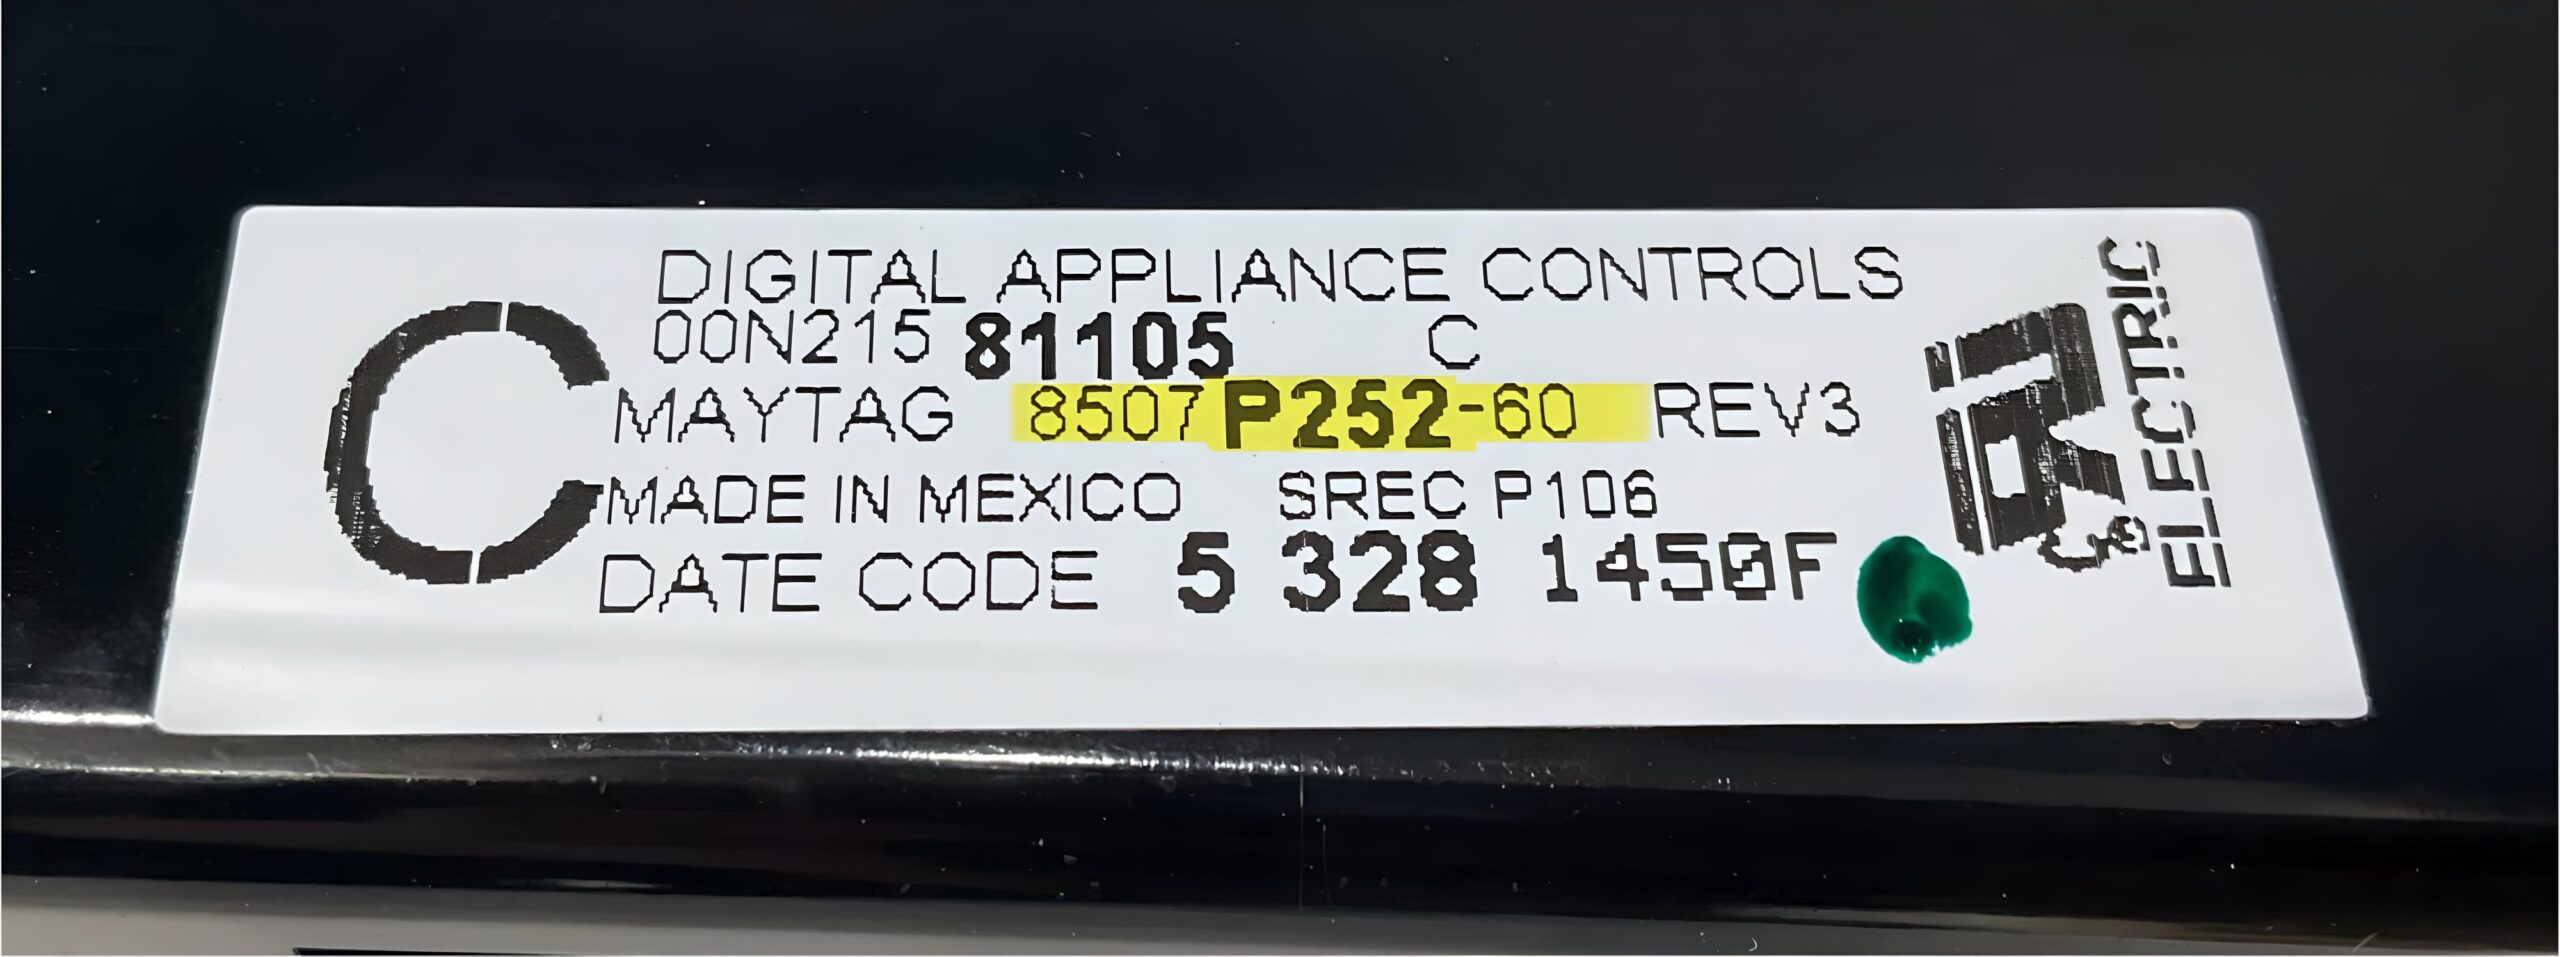 DIGITAL APPLIANCE CONTROLS
00N215 81105 C
C
MAYTAG 8507P252-60 REV3
MADE IN MEXICO SREC P106
DATE CODE 5 328 1450F
ELECTRIC